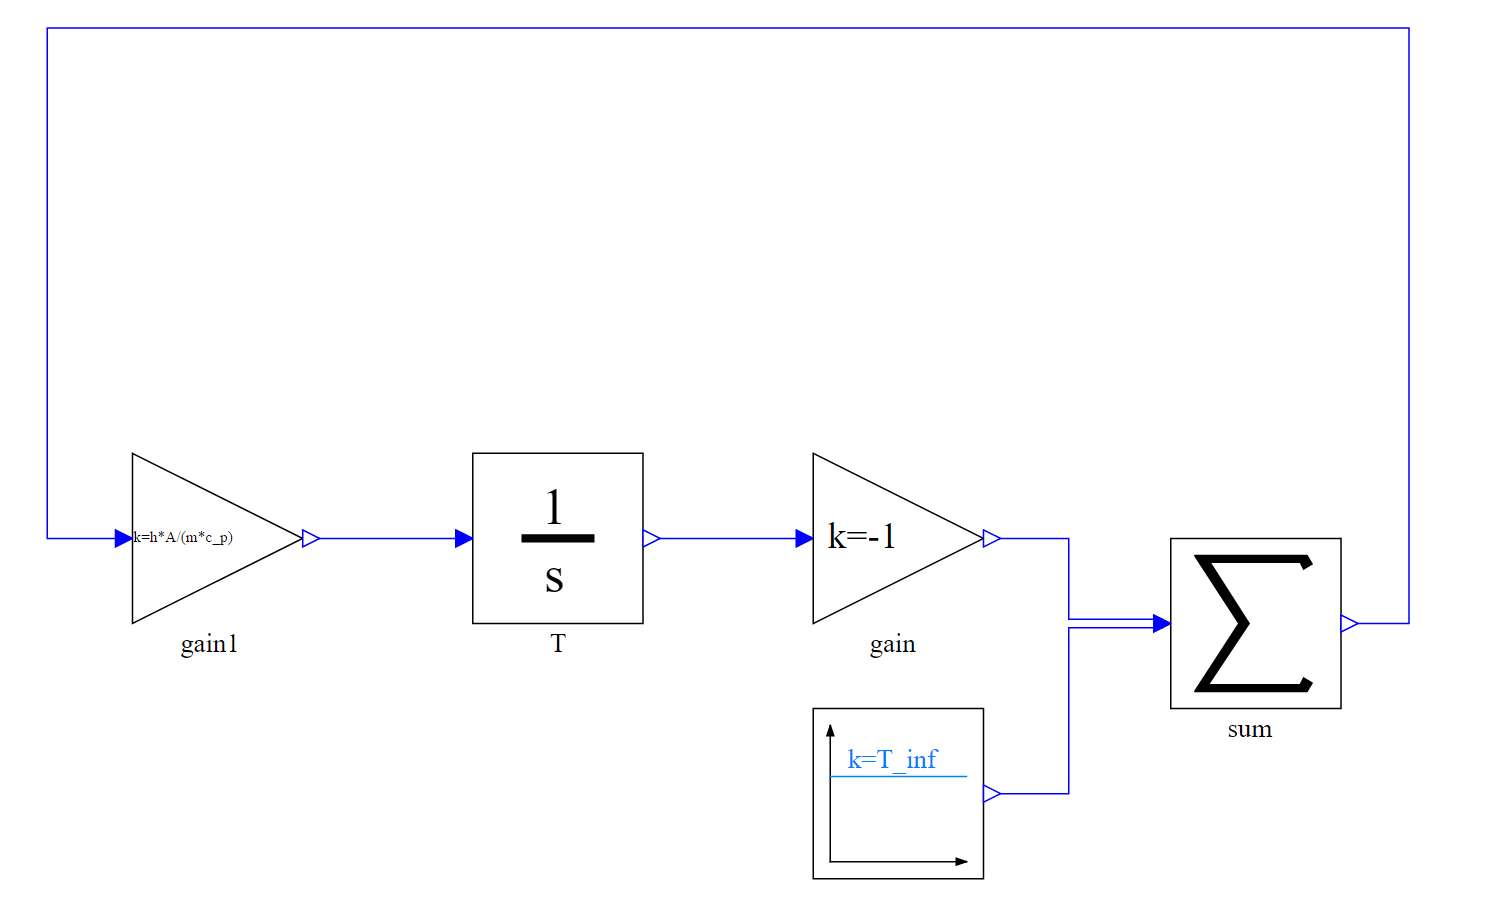 k=h*A/(m*c_p)
gain1
1
s
T
k=-1
gain
k=T_inf
Σ
sum